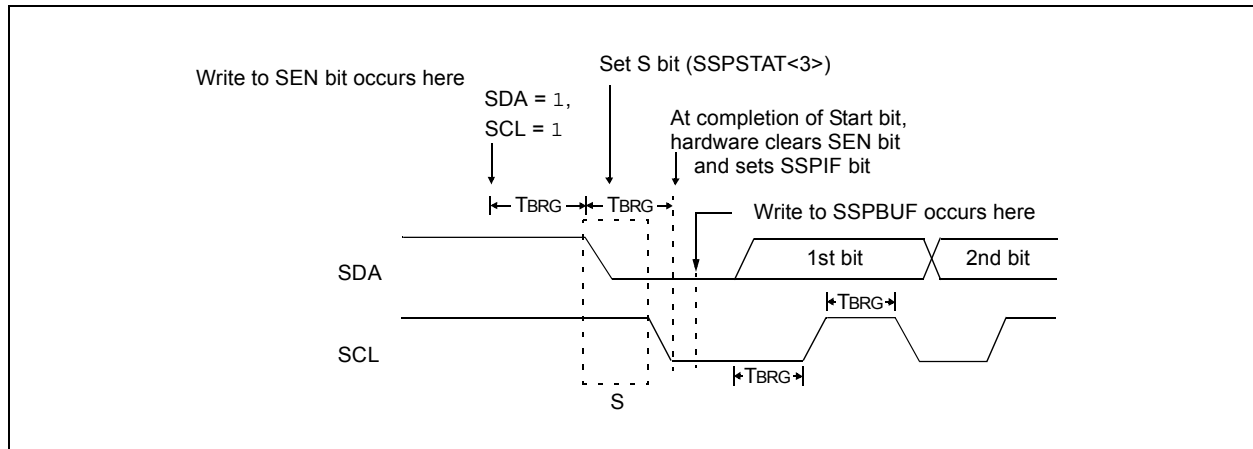 Set S bit (SSPSTAT<3>)
Write to SEN bit occurs here
SDA = 1,
SCL = 1
At completion of Start bit,
hardware clears SEN bit
and sets SSPIF bit
TBRG
TBRG
Write to SSPBUF occurs here
SDA
1st bit
2nd bit
TBRG
SCL
TBRG
S